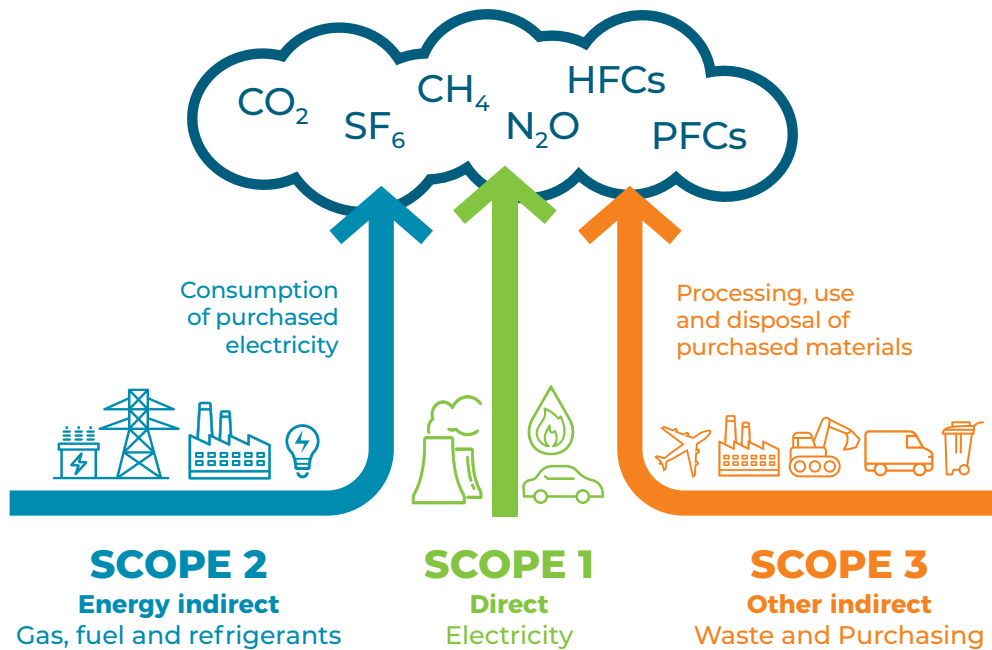 CO₂
SF₆
CH₄
N₂O
HFCs
PFCs
Consumption
of purchased
electricity
Processing, use
and disposal of
purchased materials
SCOPE 2
Energy indirect
Gas, fuel and refrigerants
SCOPE 1
Direct
Electricity
SCOPE 3
Other indirect
Waste and Purchasing